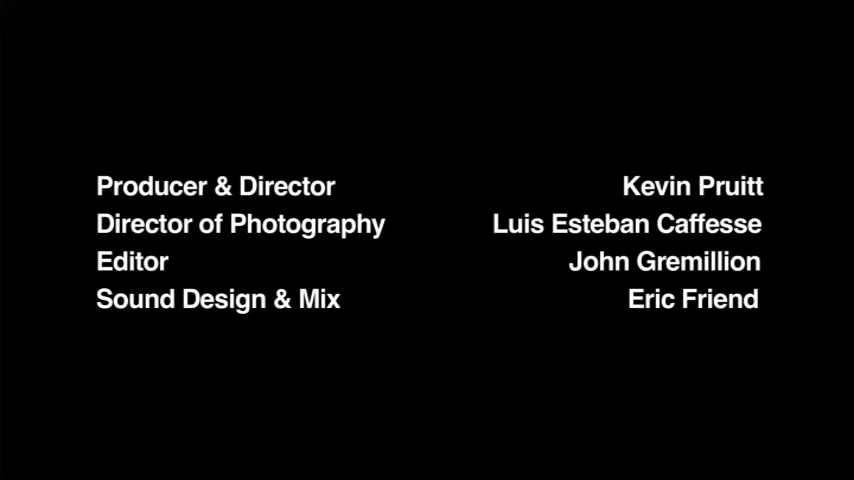 Producer & Director Kevin Pruitt
Director of Photography Luis Esteban Caffesse
Editor John Gremillion
Sound Design & Mix Eric Friend